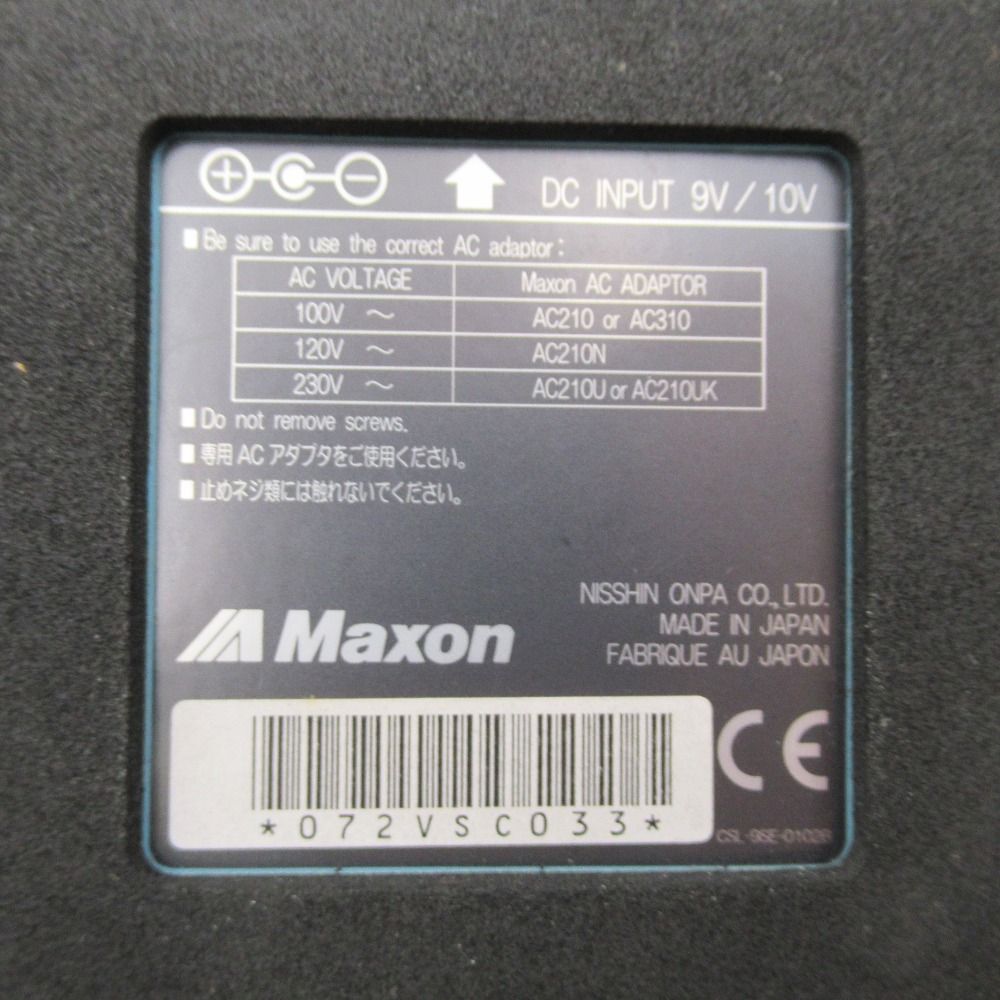 DC INPUT 9V / 10V
■ Be sure to use the correct AC adaptor:
AC VOLTAGE Maxon AC ADAPTOR
100V ~ AC210 or AC310
120V ~ AC210N
230V ~ AC210U or AC210UK
■ Do not remove screws.
■ 専用 AC アダプタをご使用ください。
■ 止めネジ類には触れないでください。
NISSHIN ONPA CO., LTD.
MADE IN JAPAN
FABRIQUE AU JAPON
Maxon
CE
*072VSC033*